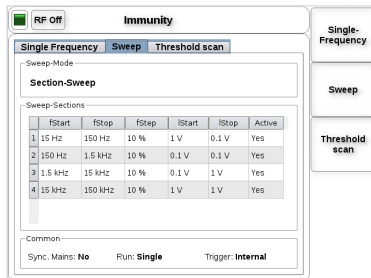 RF Off Immunity
Single Frequency Sweep Threshold scan
Sweep-Mode
Section-Sweep
Sweep-Sections
fStart fStop fStep lStart lStop Active
1 15 Hz 150 Hz 10 % 1 V 0.1 V Yes
2 150 Hz 1.5 kHz 10 % 0.1 V 0.1 V Yes
3 1.5 kHz 15 kHz 10 % 0.1 V 1 V Yes
4 15 kHz 150 kHz 10 % 1 V 1 V Yes
Common
Sync. Mains: No Run: Single Trigger: Internal
Single-
Frequency
Sweep
Threshold
scan